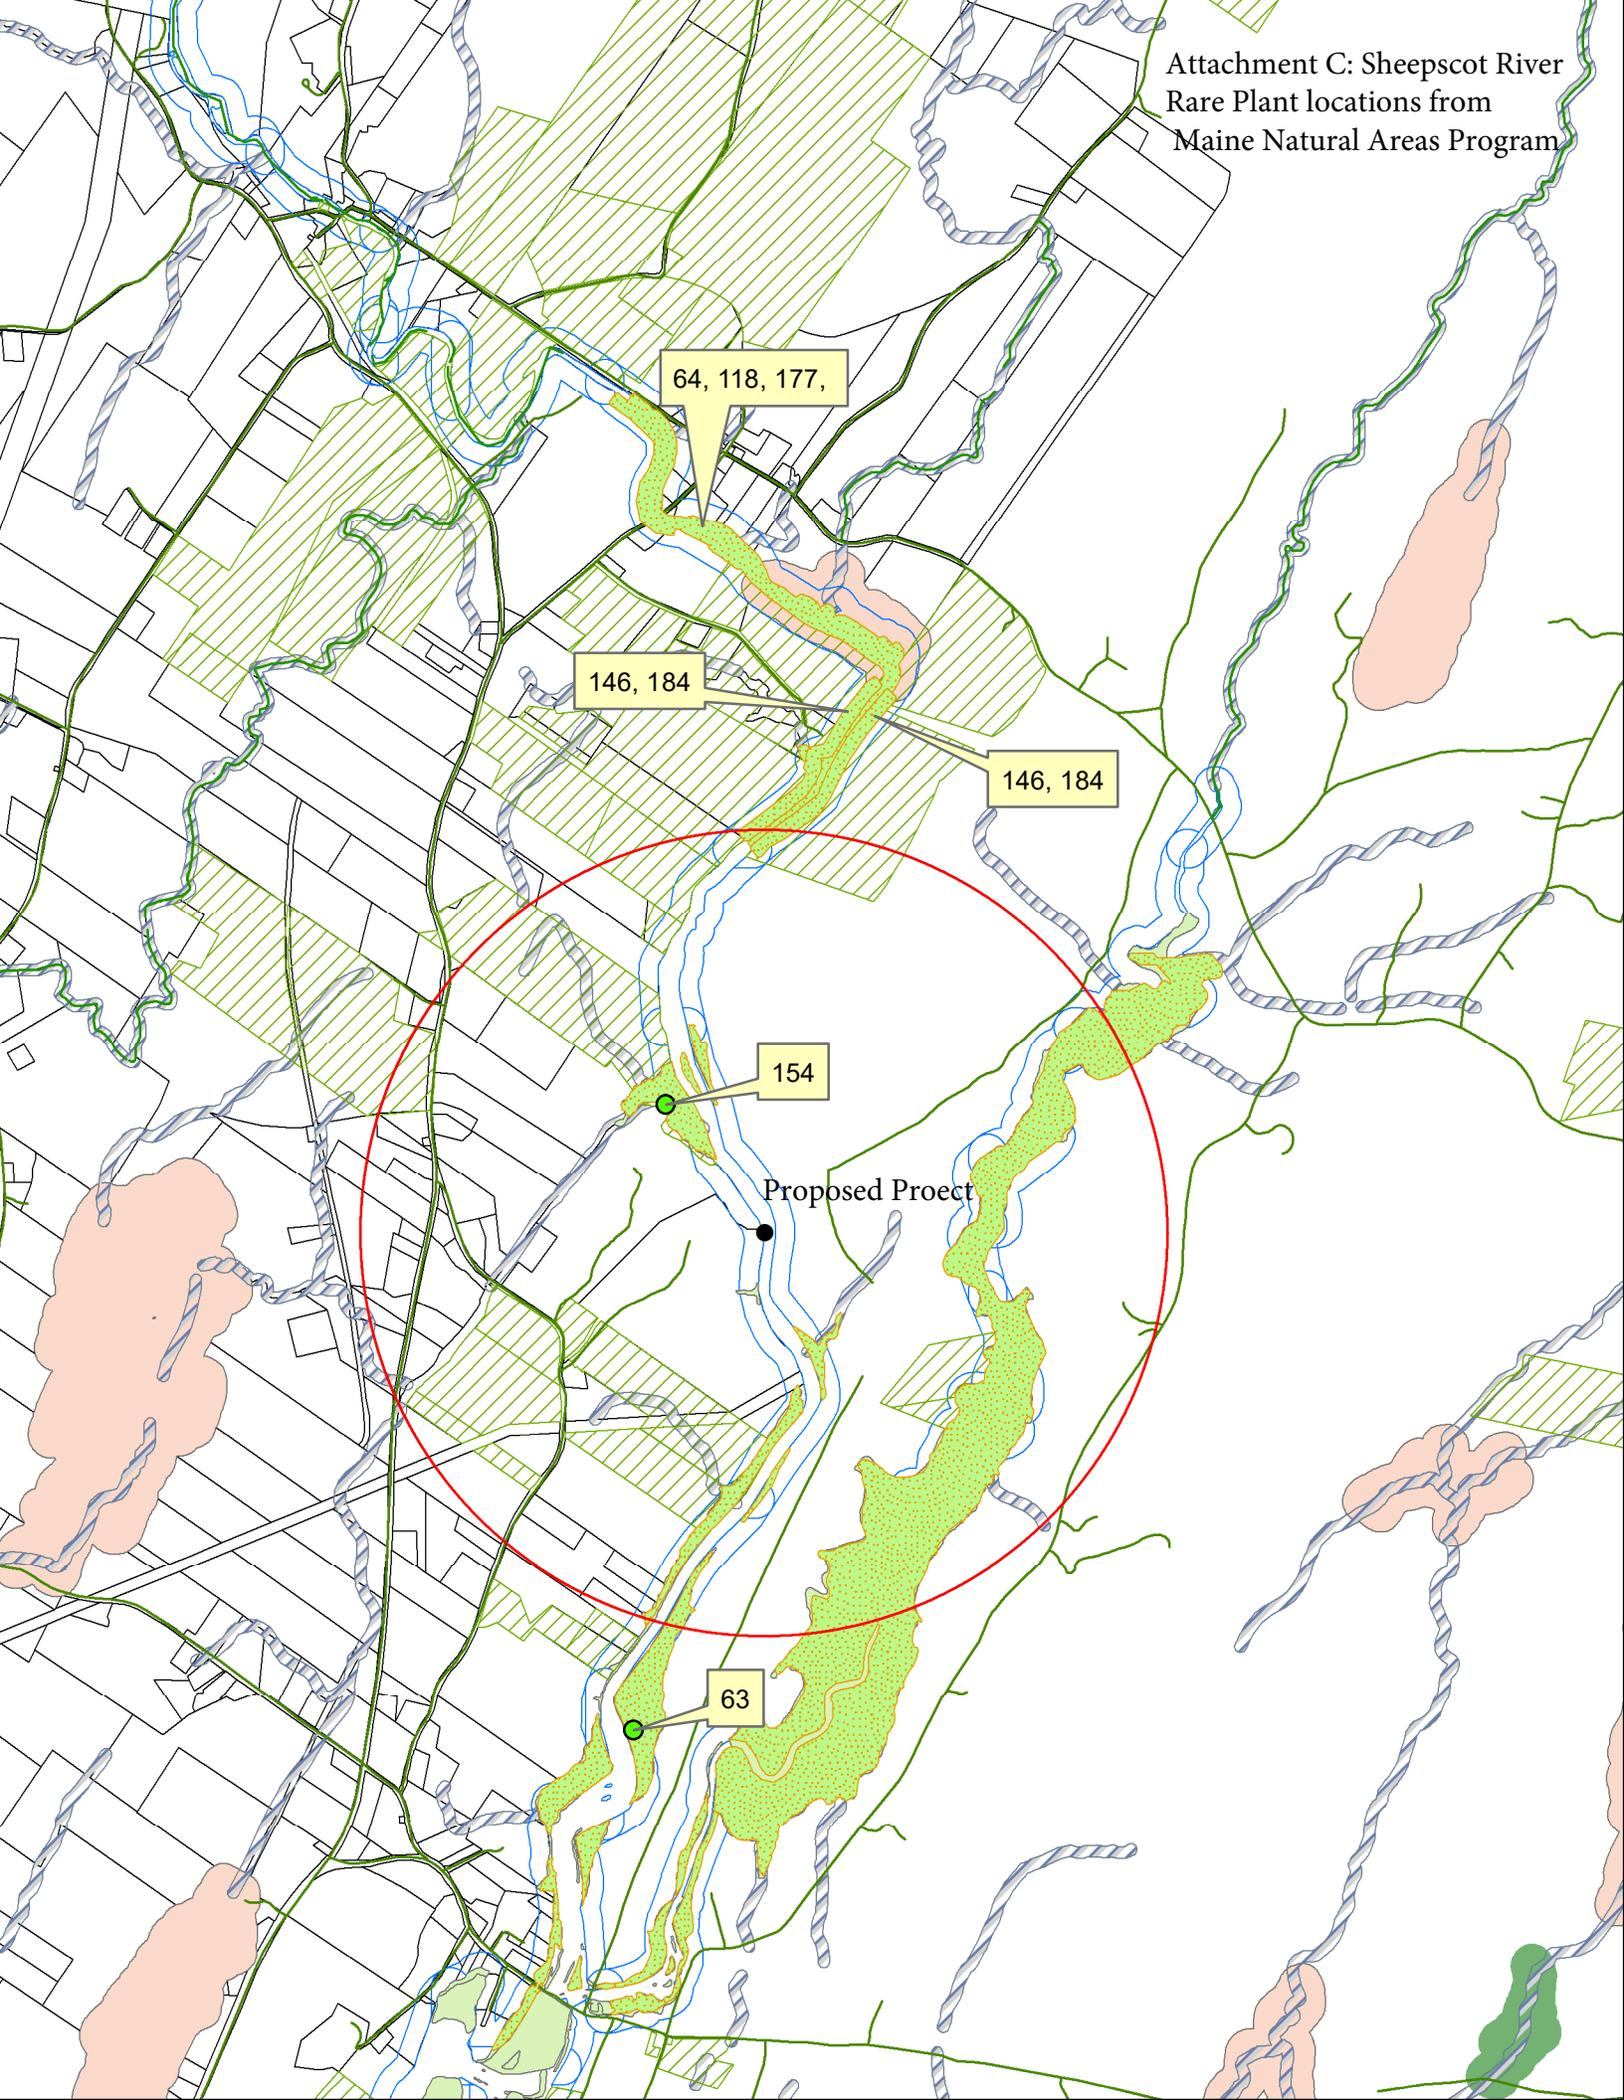 Attachment C: Sheepscot River
Rare Plant locations from
Maine Natural Areas Program
64, 118, 177,
146, 184
146, 184
154
Proposed Proect
63